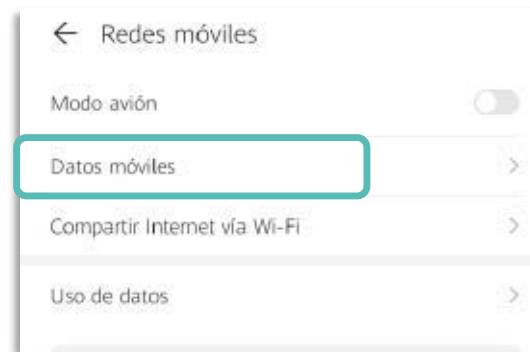 Redes móviles
Modo avión
Datos móviles
Compartir Internet vía Wi-Fi
Uso de datos